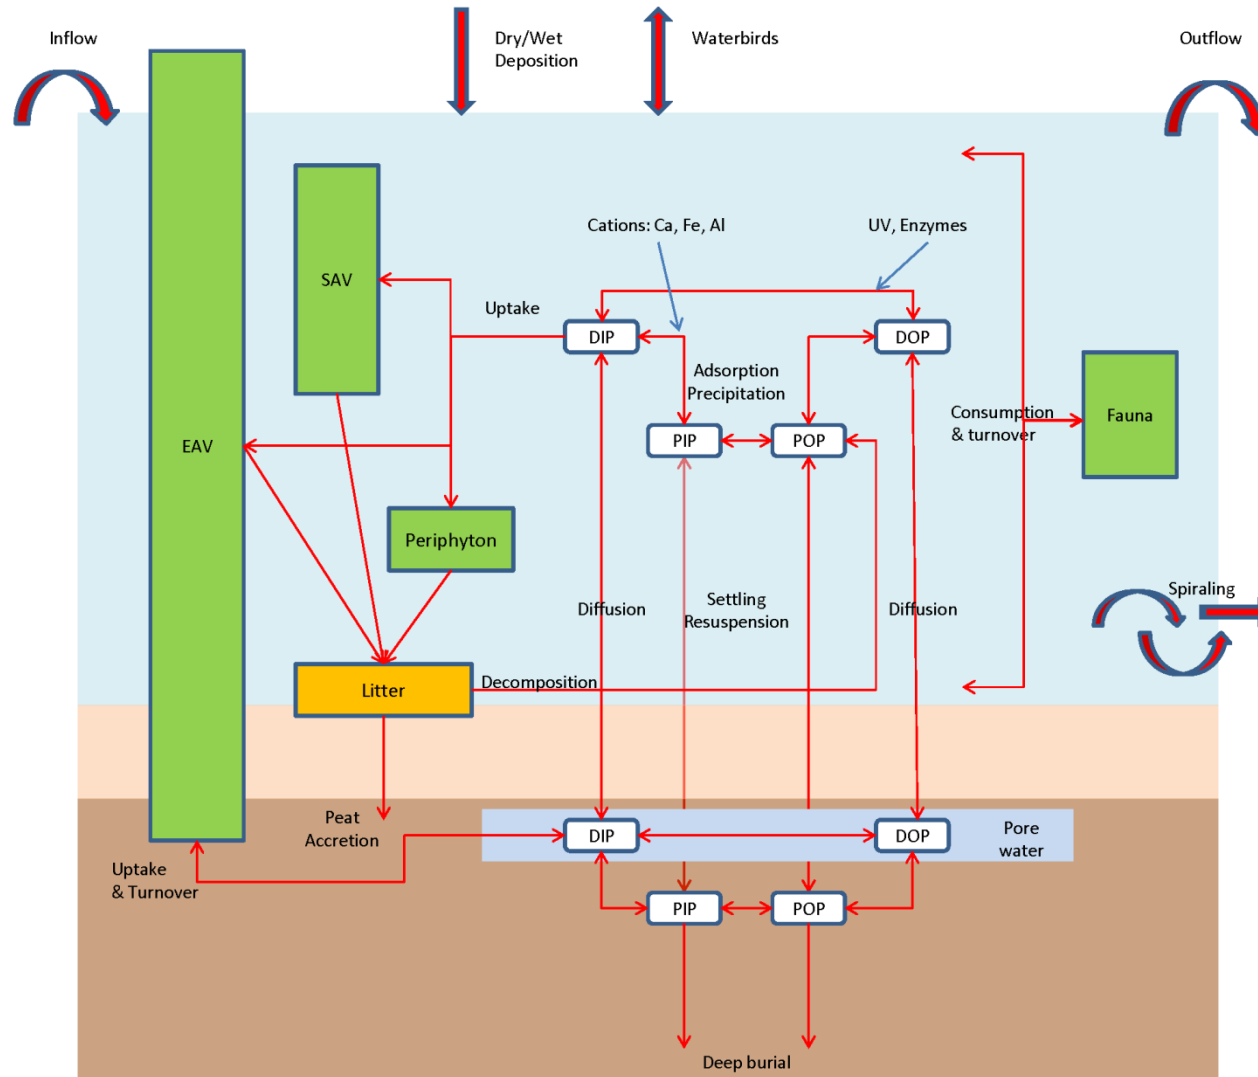 Inflow
Dry/Wet
Deposition
Waterbirds
Outflow
Cations: Ca, Fe, Al
UV, Enzymes
SAV
Uptake
DIP
DOP
Adsorption
Precipitation
EAV
PIP
POP
Consumption
& turnover
Fauna
Periphyton
Diffusion
Settling
Resuspension
Diffusion
Spiraling
Litter
Decomposition
Peat
Accretion
DIP
DOP
Pore
water
Uptake
& Turnover
PIP
POP
Deep burial